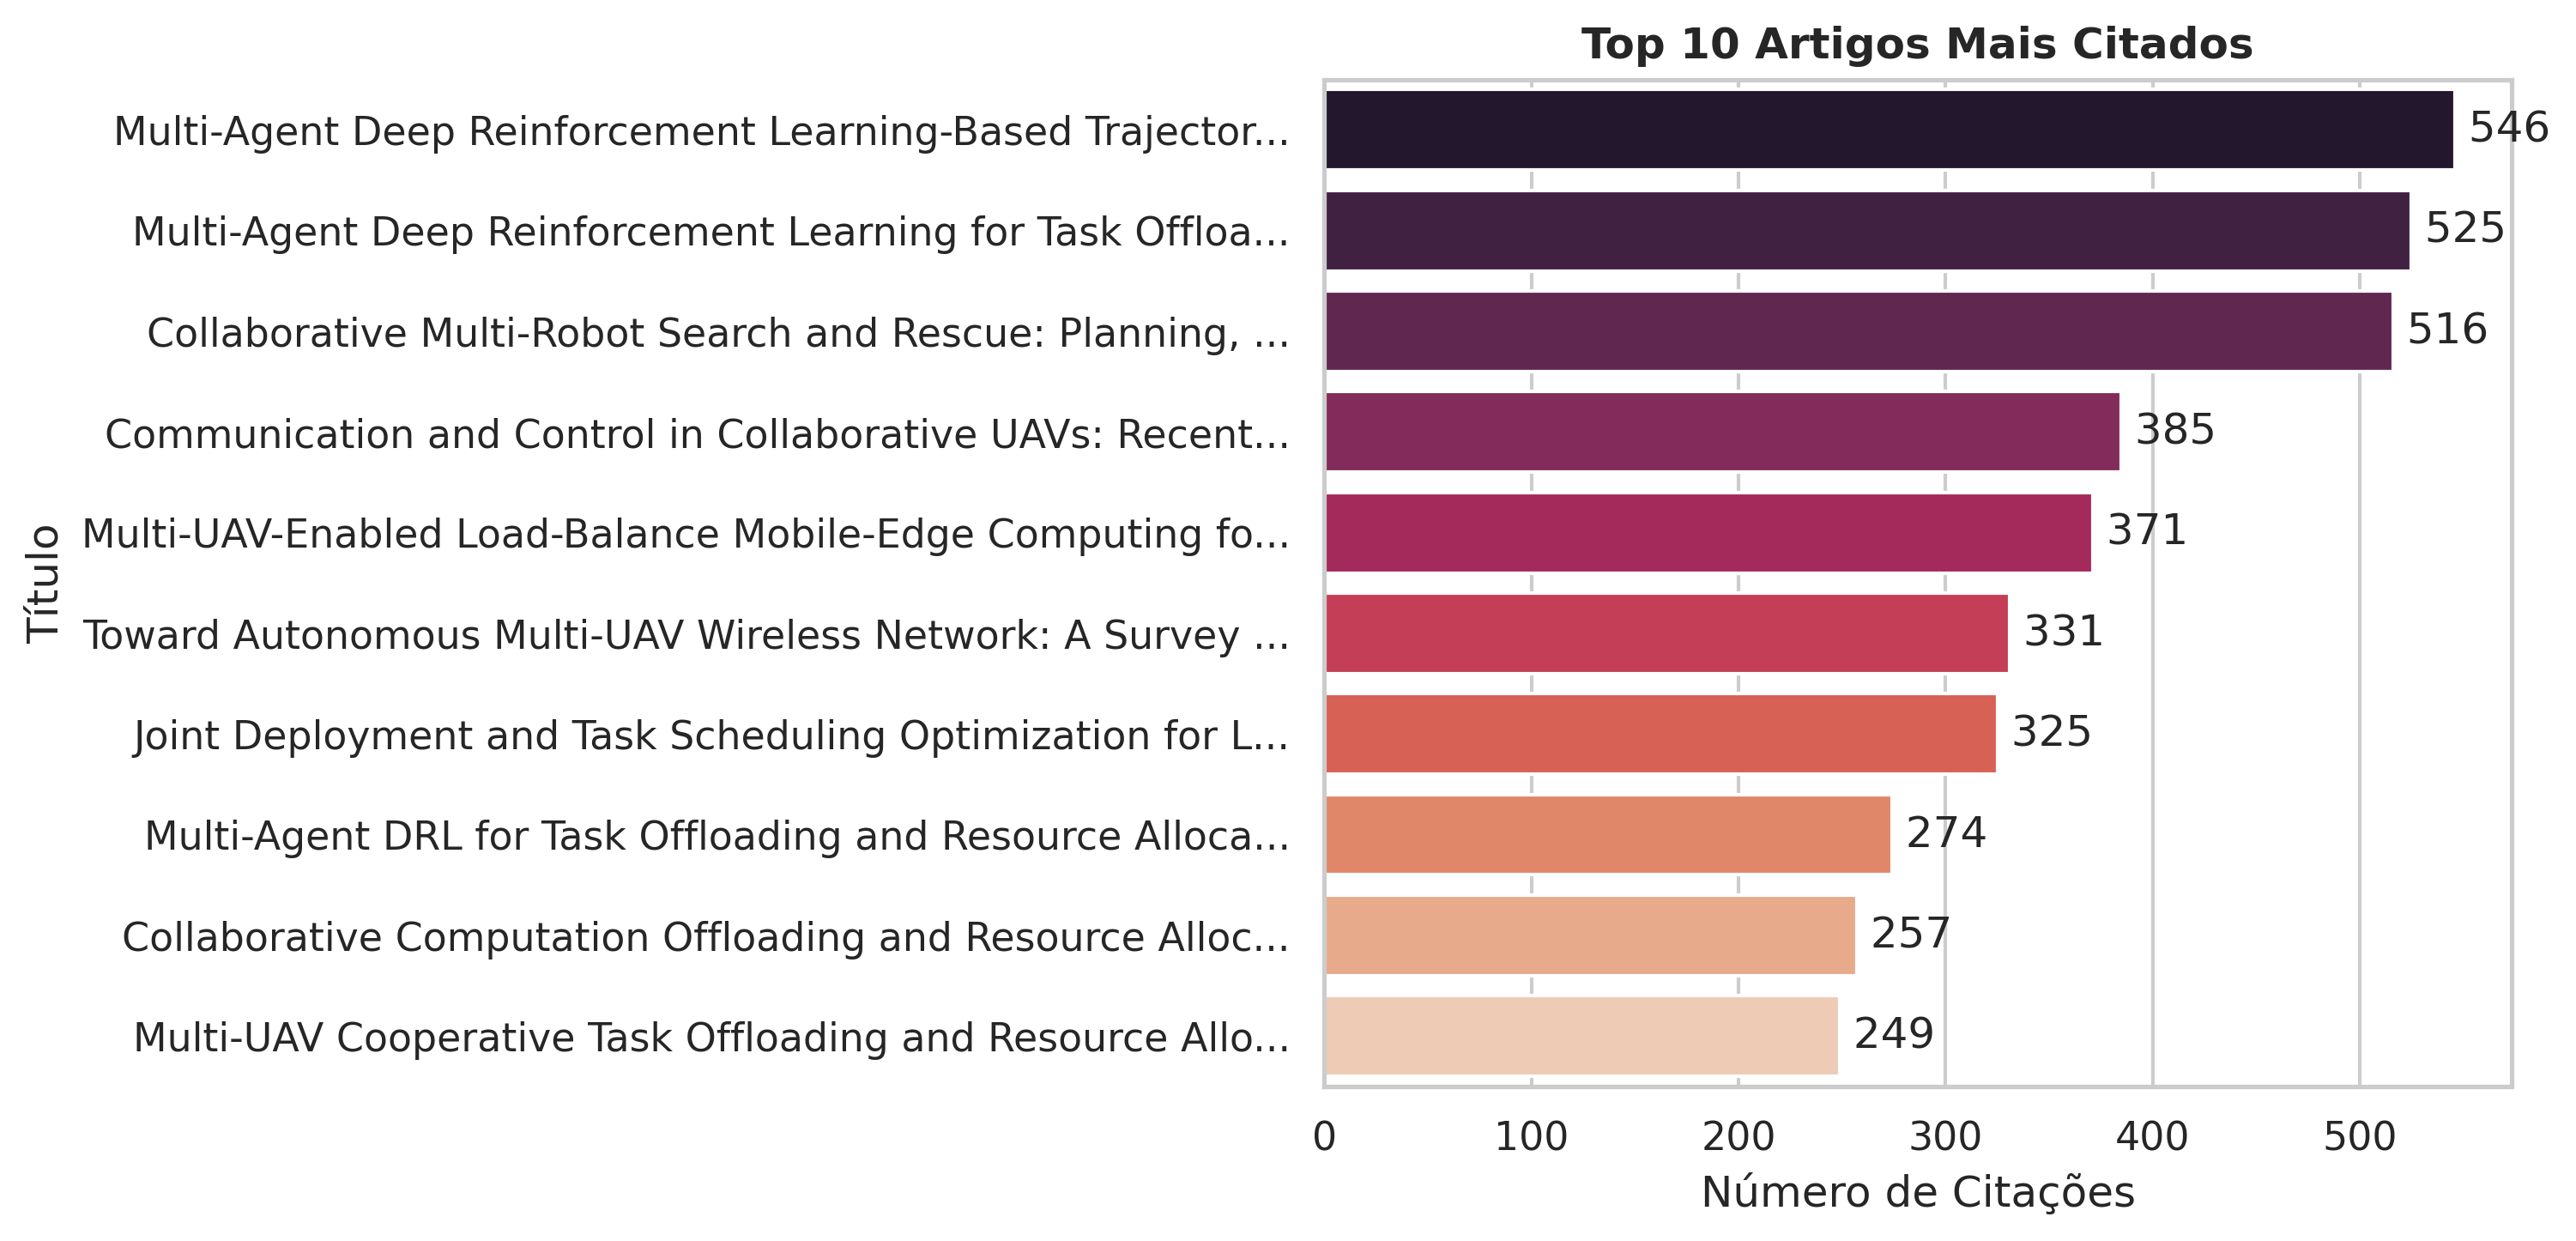 Top 10 Artigos Mais Citados
Multi-Agent Deep Reinforcement Learning-Based Trajector...
546
Multi-Agent Deep Reinforcement Learning for Task Offloa...
525
Collaborative Multi-Robot Search and Rescue: Planning, ...
516
Communication and Control in Collaborative UAVs: Recent...
385
Multi-UAV-Enabled Load-Balance Mobile-Edge Computing fo...
371
Toward Autonomous Multi-UAV Wireless Network: A Survey ...
331
Joint Deployment and Task Scheduling Optimization for L...
325
Multi-Agent DRL for Task Offloading and Resource Alloca...
274
Collaborative Computation Offloading and Resource Alloc...
257
Multi-UAV Cooperative Task Offloading and Resource Allo...
249
Título
0 100 200 300 400 500
Número de Citações